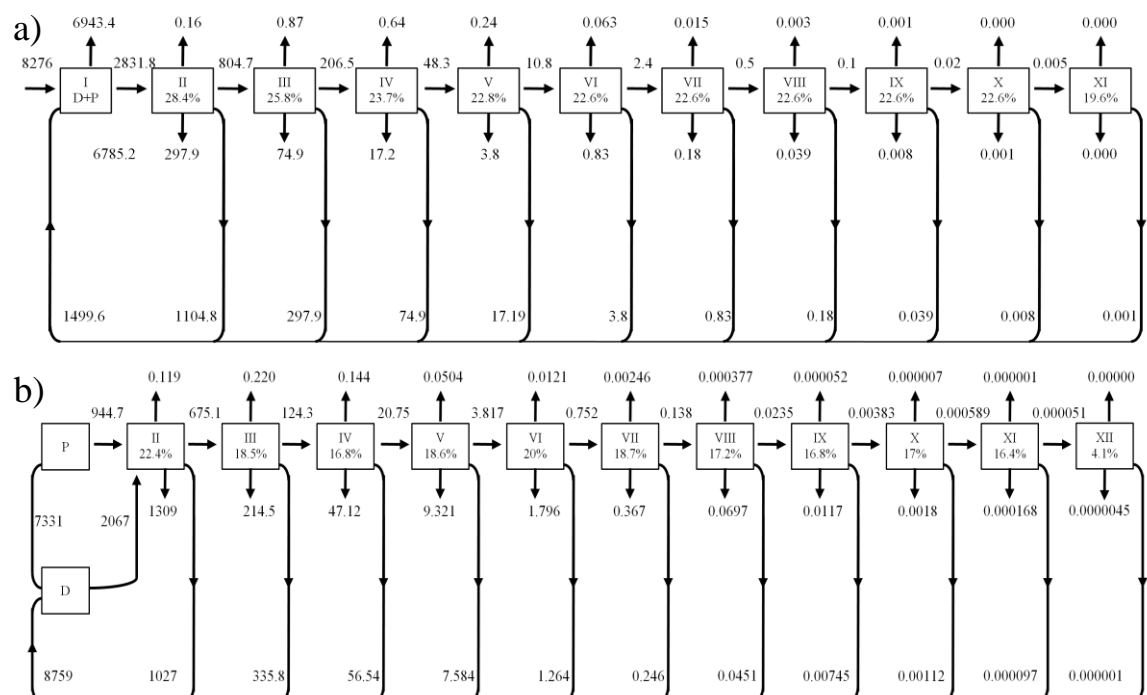 a)
6943.4 0.16 0.87 0.64 0.24 0.063 0.015 0.003 0.001 0.000 0.000
8276 2831.8 804.7 206.5 48.3 10.8 2.4 0.5 0.1 0.02 0.005
I II III IV V VI VII VIII IX X XI
D+P 28.4% 25.8% 23.7% 22.8% 22.6% 22.6% 22.6% 22.6% 22.6% 19.6%
6785.2 297.9 74.9 17.2 3.8 0.83 0.18 0.039 0.008 0.001 0.000
1499.6 1104.8 297.9 74.9 17.19 3.8 0.83 0.18 0.039 0.008 0.001
b)
0.119 0.220 0.144 0.0504 0.0121 0.00246 0.000377 0.000052 0.000007 0.000001 0.00000
944.7 675.1 124.3 20.75 3.817 0.752 0.138 0.0235 0.00383 0.000589 0.000051
P II III IV V VI VII VIII IX X XI XII
22.4% 18.5% 16.8% 18.6% 20% 18.7% 17.2% 16.8% 17% 16.4% 4.1%
7331 2067 1309 214.5 47.12 9.321 1.796 0.367 0.0697 0.0117 0.0018 0.000168 0.0000045
D
8759 1027 335.8 56.54 7.584 1.264 0.246 0.0451 0.00745 0.00112 0.000097 0.000001